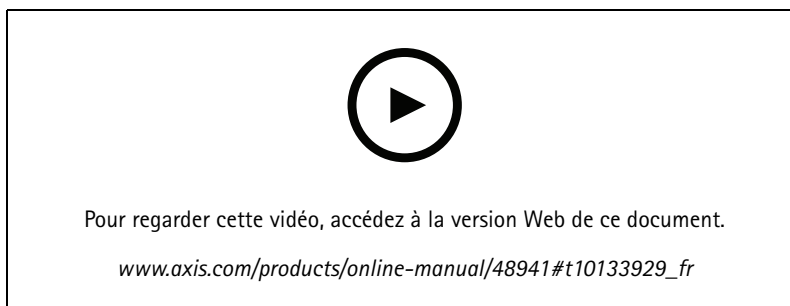 Pour regarder cette vidéo, accédez à la version Web de ce document.
www.axis.com/products/online-manual/48941#t10133929_fr